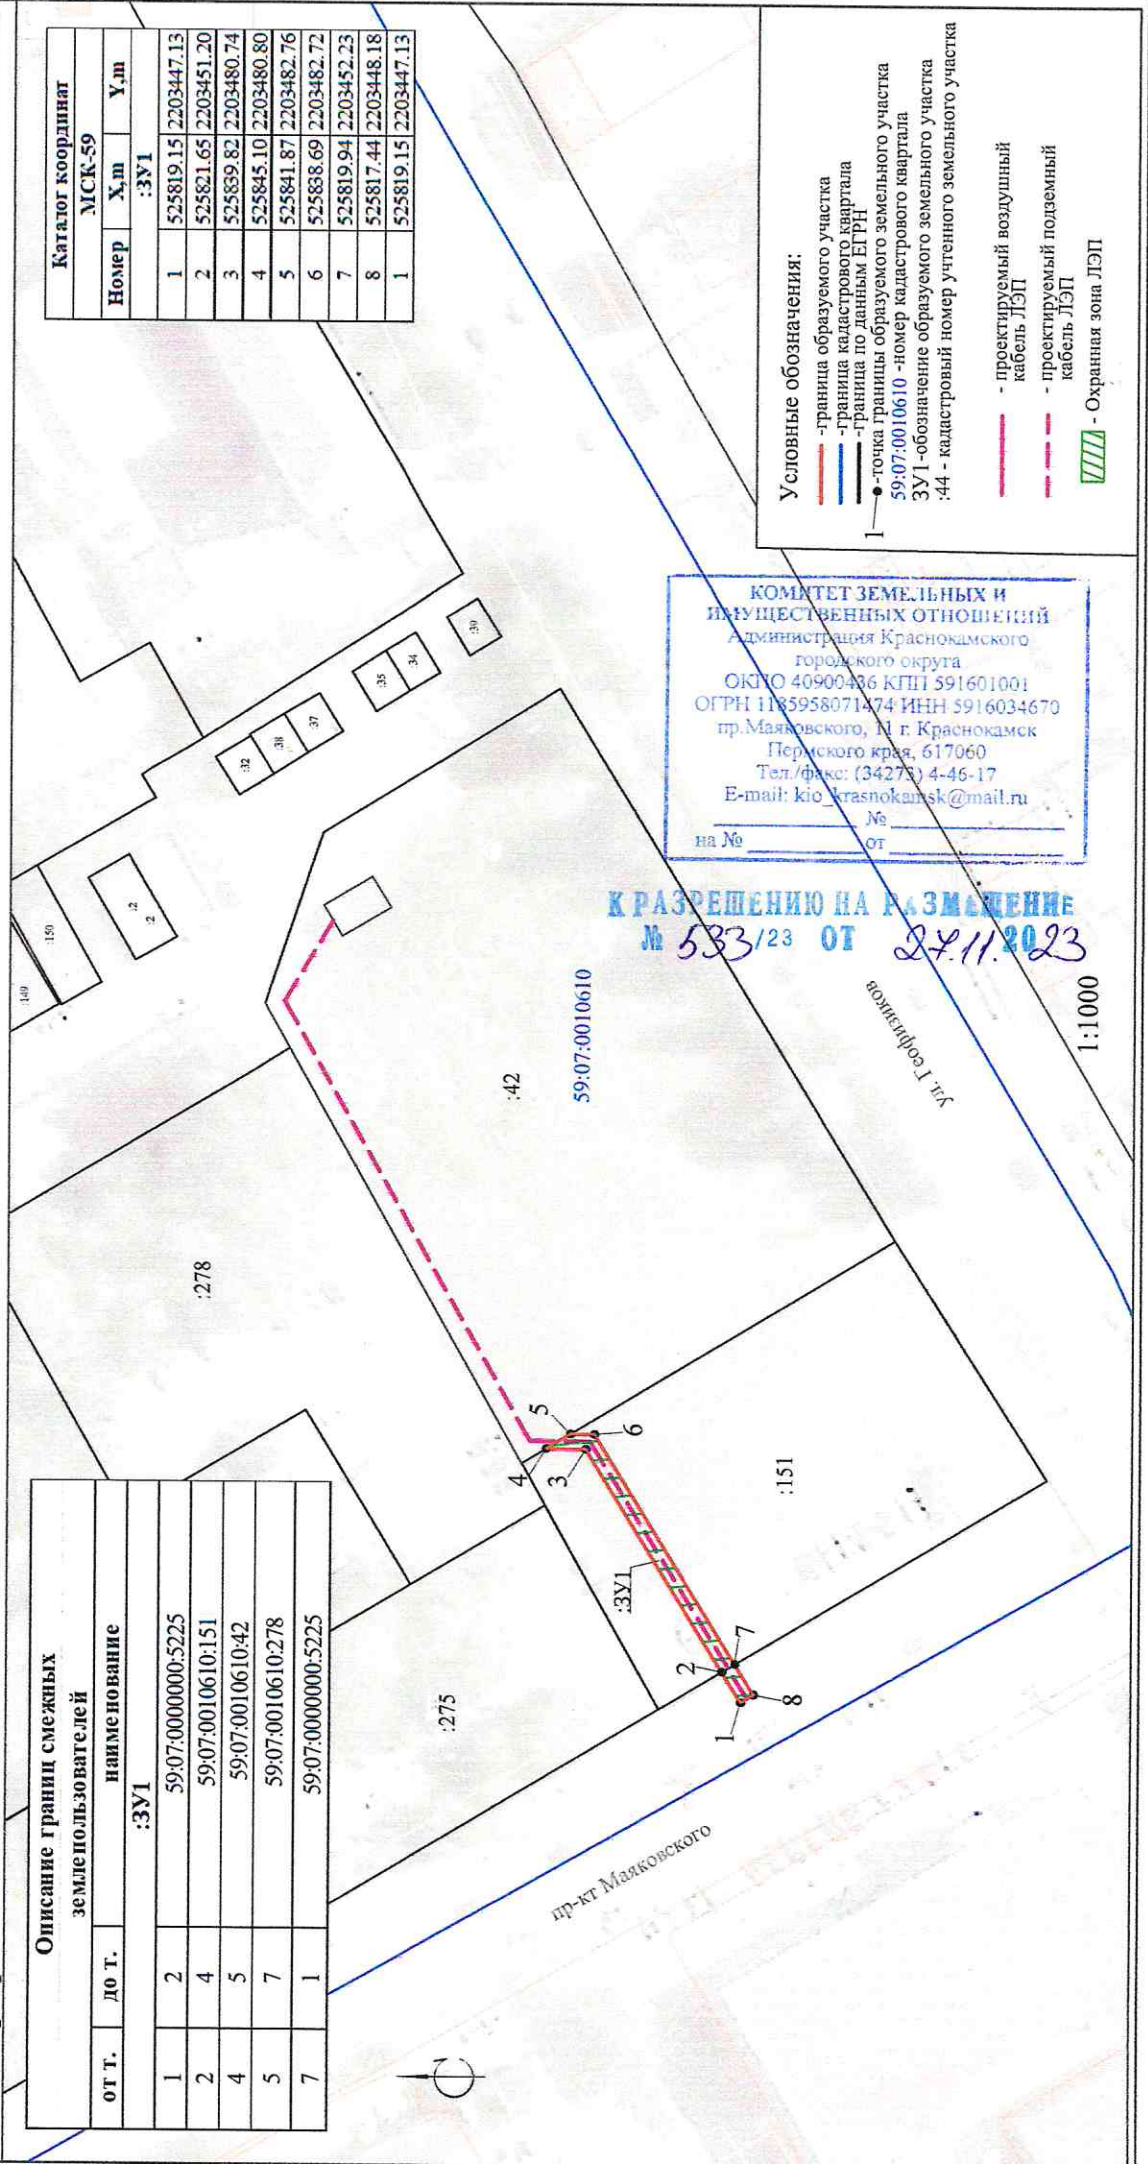 Описание границ смежных
землепользователей
от т. до т. наименование
:ЗУ1
1 2 59:07:0000000:5225
2 4 59:07:0010610:151
4 5 59:07:0010610:42
5 7 59:07:0010610:278
7 1 59:07:0000000:5225
Каталог координат
МСК-59
Номер X,m Y,m
:ЗУ1
1 525819.15 2203447.13
2 525821.65 2203451.20
3 525839.82 2203480.74
4 525845.10 2203480.80
5 525841.87 2203482.76
6 525838.69 2203482.72
7 525819.94 2203452.23
8 525817.44 2203448.18
1 525819.15 2203447.13
:149
:150
:2
:2
:32
:38
:37
:35
:34
:39
:278
:275
:42
59:07:0010610
:151
:ЗУ1
1
2
3
4
5
6
7
8
С
пр-кт Маяковского
ул. Геофизиков
1:1000
Условные обозначения:
-граница образуемого участка
-граница кадастрового квартала
-граница по данным ЕГРН
1 -точка границы образуемого земельного участка
59:07:0010610 -номер кадастрового квартала
ЗУ1-обозначение образуемого земельного участка
:44 - кадастровый номер учтенного земельного участка
- проектируемый воздушный
кабель ЛЭП
- проектируемый подземный
кабель ЛЭП
- Охранная зона ЛЭП
КОМИТЕТ ЗЕМЕЛЬНЫХ И
ИМУЩЕСТВЕННЫХ ОТНОШЕНИЙ
Администрация Краснокамского
городского округа
ОКПО 40900436 КПП 591601001
ОГРН 1185958071474 ИНН 5916034670
пр.Маяковского, 11 г. Краснокамск
Пермского края, 617060
Тел./факс: (34273) 4-46-17
E-mail: kio_krasnokamsk@mail.ru
№
на № от
К РАЗРЕШЕНИЮ НА РАЗМЕЩЕНИЕ
№ 533/23 ОТ 27.11.2023